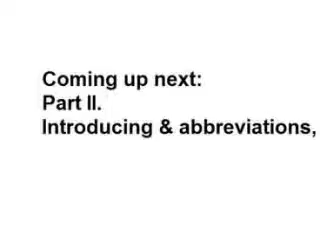 Coming up next:
Part II.
Introducing & abbreviations,